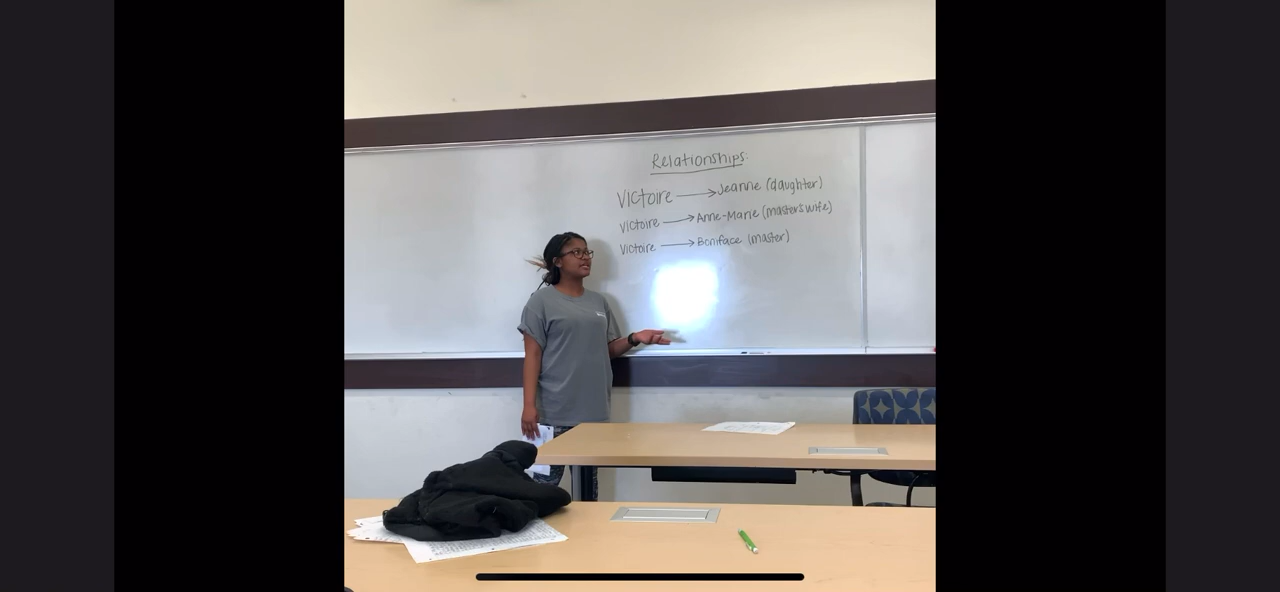 Relationships:
Victoire → Jeanne (daughter)
Victoire → Anne-Marie (master's wife)
Victoire → Boniface (master)